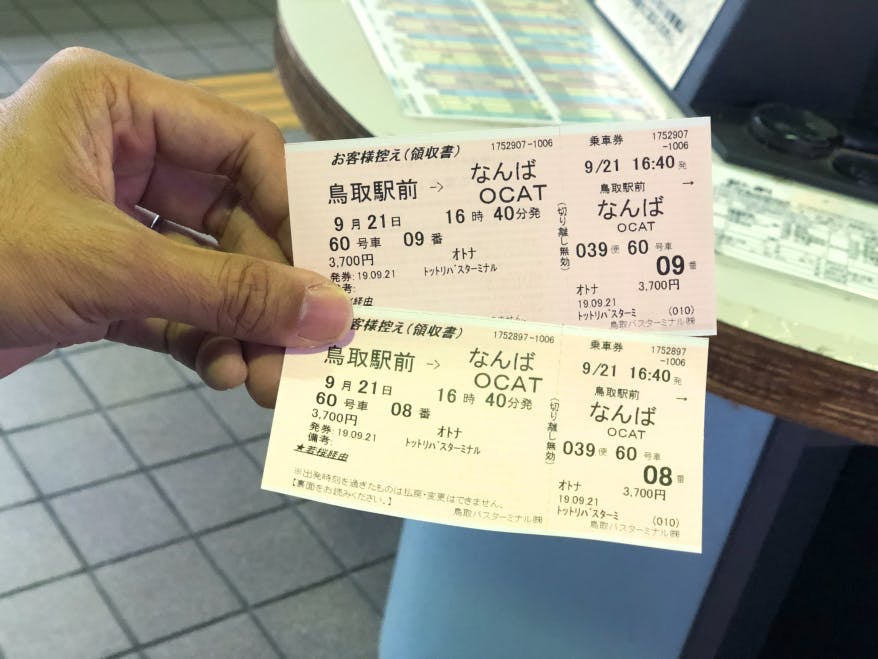 お客様控え(領収書)
1752907-1006
鳥取駅前 -> なんば
OCAT
9月21日 16時40分発
60号車 09番
3,700円 オトナ
発券:19.09.21 トットリバスターミナル
備考:
経由
(切り離し無効)
乗車券 1752907
-1006
9/21 16:40発
鳥取駅前 →
なんば
OCAT
039便 60号車
09番
オトナ 3,700円
19.09.21
トットリバスターミ (010)
鳥取バスターミナル㈱
客様控え(領収書)
1752897-1006
鳥取駅前 -> なんば
OCAT
9月21日 16時40分発
60号車 08番
3,700円 オトナ
発券:19.09.21 トットリバスターミナル
備考:
★若桜経由
※出発時刻を過ぎたものは払戻・変更はできません。
【裏面をお読みください。】
鳥取バスターミナル㈱
(切り離し無効)
乗車券 1752897
-1006
9/21 16:40発
鳥取駅前 →
なんば
OCAT
039便 60号車
08番
オトナ 3,700円
19.09.21
トットリバスターミ (010)
鳥取バスターミナル㈱